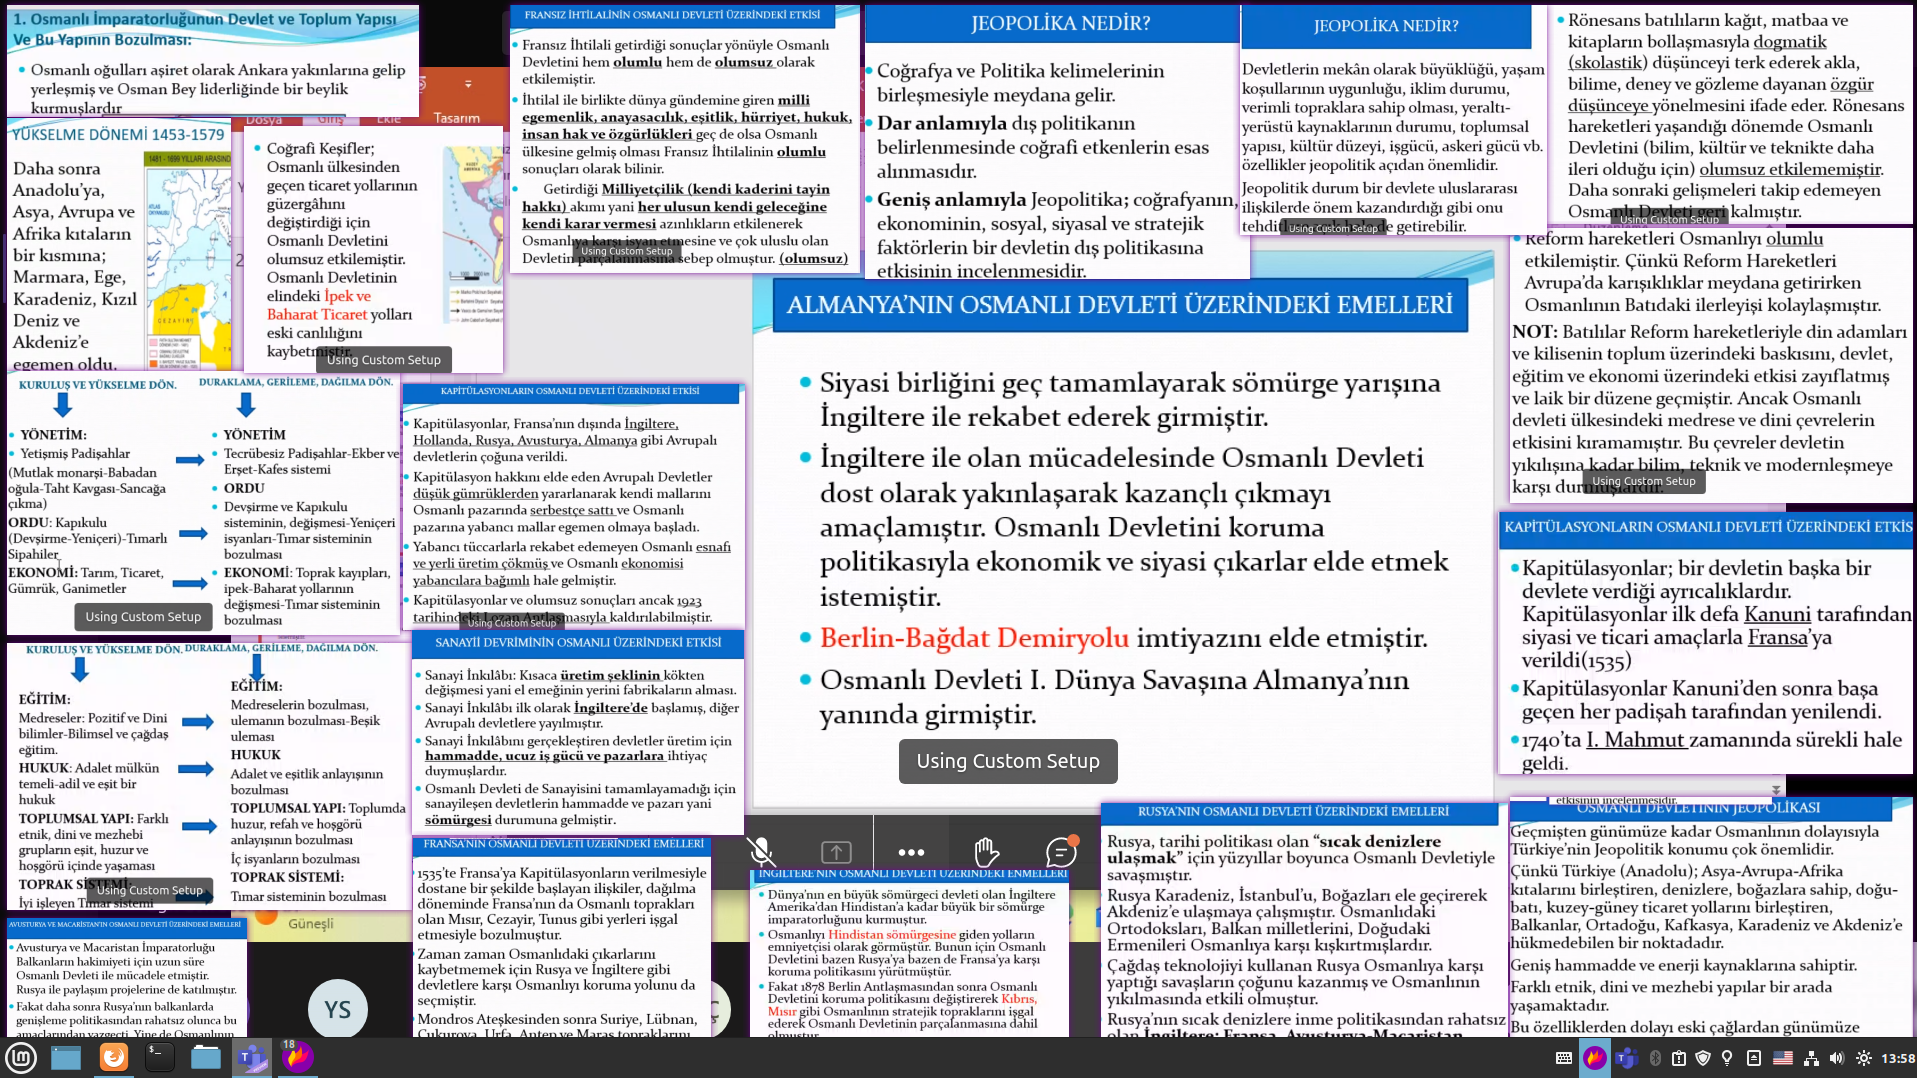 1. Osmanlı İmparatorluğunun Devlet ve Toplum Yapısı
Ve Bu Yapının Bozulması:
Osmanlı oğulları aşiret olarak Ankara yakınlarına gelip
yerleşmiş ve Osman Bey liderliğinde bir beylik
kurmuşlardır
YÜKSELME DÖNEMİ 1453-1579
Daha sonra
Anadolu'ya,
Asya, Avrupa ve
Afrika kıtaların
bir kısmına;
Marmara, Ege,
Karadeniz, Kızıl
Deniz ve
Akdeniz'e
egemen oldu.
Dosya
Giriş
Ekle
Tasarım
Coğrafi Keşifler;
Osmanlı ülkesinden
geçen ticaret yollarının
güzergâhını
değiştirdiği için
Osmanlı Devletini
olumsuz etkilemiştir.
Osmanlı Devletinin
elindeki İpek ve
Baharat Ticaret yolları
eski canlılığını
kaybetmiştir.
Using Custom Setup
FRANSIZ İHTİLALİNİN OSMANLI DEVLETİ ÜZERİNDEKİ ETKİSİ
Fransız İhtilali getirdiği sonuçlar yönüyle Osmanlı
Devletini hem olumlu hem de olumsuz olarak
etkilemiştir.
İhtilal ile birlikte dünya gündemine giren milli
egemenlik, anayasacılık, eşitlik, hürriyet, hukuk,
insan hak ve özgürlükleri geç de olsa Osmanlı
ülkesine gelmiş olması Fransız İhtilalinin olumlu
sonuçları olarak bilinir.
Getirdiği Milliyetçilik (kendi kaderini tayin
hakkı) akımı yani her ulusun kendi geleceğine
kendi karar vermesi azınlıkların etkilenerek
Osmanlıya karşı isyan etmesine ve çok uluslu olan
Devletin parçalanmasına sebep olmuştur. (olumsuz)
Using Custom Setup
JEOPOLİKA NEDİR?
Coğrafya ve Politika kelimelerinin
birleşmesiyle meydana gelir.
Dar anlamıyla dış politikanın
belirlenmesinde coğrafi etkenlerin esas
alınmasıdır.
Geniş anlamıyla Jeopolitika; coğrafyanın,
ekonominin, sosyal, siyasal ve stratejik
faktörlerin bir devletin dış politikasına
etkisinin incelenmesidir.
JEOPOLİKA NEDİR?
Devletlerin mekân olarak büyüklüğü, yaşam
koşullarının uygunluğu, iklim durumu,
verimli topraklara sahip olması, yeraltı-
yerüstü kaynaklarının durumu, toplumsal
yapısı, kültür düzeyi, işgücü, askeri gücü vb.
özellikler jeopolitik açıdan önemlidir.
Jeopolitik durum bir devlete uluslararası
ilişkilerde önem kazandırdığı gibi onu
de getirebilir.
Using Custom Setup
Rönesans batılıların kağıt, matbaa ve
kitapların bollaşmasıyla dogmatik
(skolastik) düşünceyi terk ederek akla,
bilime, deney ve gözleme dayanan özgür
düşünceye yönelmesini ifade eder. Rönesans
hareketleri yaşandığı dönemde Osmanlı
Devletini (bilim, kültür ve teknikte daha
ileri olduğu için) olumsuz etkilememiştir.
Daha sonraki gelişmeleri takip edemeyen
Osmanlı Devleti geri kalmıştır.
Using Custom Setup
Reform hareketleri Osmanlıyı olumlu
etkilemiştir. Çünkü Reform Hareketleri
Avrupa'da karışıklıklar meydana getirirken
Osmanlının Batıdaki ilerleyişi kolaylaşmıştır.
NOT: Batılılar Reform hareketleriyle din adamları
ve kilisenin toplum üzerindeki baskısını, devlet,
eğitim ve ekonomi üzerindeki etkisi zayıflatmış
ve laik bir düzene geçmiştir. Ancak Osmanlı
devleti ülkesindeki medrese ve dini çevrelerin
etkisini kıramamıştır. Bu çevreler devletin
yıkılışına kadar bilim, teknik ve modernleşmeye
karşı durmuşlardır.
Using Custom Setup
ALMANYA'NIN OSMANLI DEVLETİ ÜZERİNDEKİ EMELLERİ
Siyasi birliğini geç tamamlayarak sömürge yarışına
İngiltere ile rekabet ederek girmiştir.
İngiltere ile olan mücadelesinde Osmanlı Devleti
dost olarak yakınlaşarak kazançlı çıkmayı
amaçlamıştır. Osmanlı Devletini koruma
politikasıyla ekonomik ve siyasi çıkarlar elde etmek
istemiştir.
Berlin-Bağdat Demiryolu imtiyazını elde etmiştir.
Osmanlı Devleti I. Dünya Savaşına Almanya'nın
yanında girmiştir.
Using Custom Setup
KURULUŞ VE YÜKSELME DÖN.
DURAKLAMA, GERİLEME, DAĞILMA DÖN.
YÖNETİM:
Yetişmiş Padişahlar
(Mutlak monarşi-Babadan
oğula-Taht Kavgası-Sancağa
çıkma)
ORDU: Kapıkulu
(Devşirme-Yeniçeri)-Tımarlı
Sipahiler
EKONOMİ: Tarım, Ticaret,
Gümrük, Ganimetler
YÖNETİM
Tecrübesiz Padişahlar-Ekber ve
Erşet-Kafes sistemi
ORDU
Devşirme ve Kapıkulu
sisteminin, değişmesi-Yeniçeri
isyanları-Tımar sisteminin
bozulması
EKONOMİ: Toprak kayıpları,
ipek-Baharat yollarının
değişmesi-Tımar sisteminin
bozulması
Using Custom Setup
KAPİTÜLASYONLARIN OSMANLI DEVLETİ ÜZERİNDEKİ ETKİSİ
Kapitülasyonlar, Fransa'nın dışında İngiltere,
Hollanda, Rusya, Avusturya, Almanya gibi Avrupalı
devletlerin çoğuna verildi.
Kapitülasyon hakkını elde eden Avrupalı Devletler
düşük gümrüklerden yararlanarak kendi mallarını
Osmanlı pazarında serbestçe sattı ve Osmanlı
pazarına yabancı mallar egemen olmaya başladı.
Yabancı tüccarlarla rekabet edemeyen Osmanlı esnafı
ve yerli üretim çökmüş ve Osmanlı ekonomisi
yabancılara bağımlı hale gelmiştir.
Kapitülasyonlar ve olumsuz sonuçları ancak 1923
tarihindeki Lozan Antlaşmasıyla kaldırılabilmiştir.
Using Custom Setup
KAPİTÜLASYONLARIN OSMANLI DEVLETİ ÜZERİNDEKİ ETKİS
Kapitülasyonlar; bir devletin başka bir
devlete verdiği ayrıcalıklardır.
Kapitülasyonlar ilk defa Kanuni tarafından
siyasi ve ticari amaçlarla Fransa'ya
verildi(1535)
Kapitülasyonlar Kanuni'den sonra başa
geçen her padişah tarafından yenilendi.
1740'ta I. Mahmut zamanında sürekli hale
geldi.
KURULUŞ VE YÜKSELME DÖN.
DURAKLAMA, GERİLEME, DAĞILMA DÖN.
EĞİTİM:
Medreseler: Pozitif ve Dini
bilimler-Bilimsel ve çağdaş
eğitim.
HUKUK: Adalet mülkün
temeli-adil ve eşit bir
hukuk
TOPLUMSAL YAPI: Farklı
etnik, dini ve mezhebi
grupların eşit, huzur ve
hoşgörü içinde yaşaması
TOPRAK SİSTEMİ:
İyi işleyen Tımar sistemi
EĞİTİM:
Medreselerin bozulması,
ulemanın bozulması-Beşik
uleması
HUKUK
Adalet ve eşitlik anlayışının
bozulması
TOPLUMSAL YAPI: Toplumda
huzur, refah ve hoşgörü
anlayışının bozulması
İç isyanların bozulması
TOPRAK SİSTEMİ:
Tımar sisteminin bozulması
Using Custom Setup
SANAYİİ DEVRİMİNİN OSMANLI ÜZERİNDEKİ ETKİSİ
Sanayi İnkılâbı: Kısaca üretim şeklinin kökten
değişmesi yani el emeğinin yerini fabrikaların alması.
Sanayi İnkılâbı ilk olarak İngiltere'de başlamış, diğer
Avrupalı devletlere yayılmıştır.
Sanayi İnkılâbını gerçekleştiren devletler üretim için
hammadde, ucuz iş gücü ve pazarlara ihtiyaç
duymuşlardır.
Osmanlı Devleti de Sanayisini tamamlayamadığı için
sanayileşen devletlerin hammadde ve pazarı yani
sömürgesi durumuna gelmiştir.
FRANSA'NIN OSMANLI DEVLETİ ÜZERİNDEKİ EMELLERİ
1535'te Fransa'ya Kapitülasyonların verilmesiyle
dostane bir şekilde başlayan ilişkiler, dağılma
döneminde Fransa'nın da Osmanlı toprakları
olan Mısır, Cezayir, Tunus gibi yerleri işgal
etmesiyle bozulmuştur.
Zaman zaman Osmanlıdaki çıkarlarını
kaybetmemek için Rusya ve İngiltere gibi
devletlere karşı Osmanlıyı koruma yolunu da
seçmiştir.
Mondros Ateşkesinden sonra Suriye, Lübnan,
Çukurova, Urfa, Antep ve Maraş topraklarını
İNGİLTERE'NİN OSMANLI DEVLETİ ÜZERİNDEKİ ENMELLERİ
Dünya'nın en büyük sömürgeci devleti olan İngiltere
Amerika'dan Hindistan'a kadar büyük bir sömürge
imparatorluğunu kurmuştur.
Osmanlıyı Hindistan sömürgesine giden yolların
emniyetçisi olarak görmüştür. Bunun için Osmanlı
Devletini bazen Rusya'ya bazen de Fransa'ya karşı
koruma politikasını yürütmüştür.
Fakat 1878 Berlin Antlaşmasından sonra Osmanlı
Devletini koruma politikasını değiştirerek Kıbrıs,
Mısır gibi Osmanlının stratejik topraklarını işgal
ederek Osmanlı Devletinin parçalanmasına dahil
olmuştur.
RUSYA'NIN OSMANLI DEVLETİ ÜZERİNDEKİ EMELLERİ
Rusya, tarihi politikası olan "sıcak denizlere
ulaşmak" için yüzyıllar boyunca Osmanlı Devletiyle
savaşmıştır.
Rusya Karadeniz, İstanbul'u, Boğazları ele geçirerek
Akdeniz'e ulaşmaya çalışmıştır. Osmanlıdaki
Ortodoksları, Balkan milletlerini, Doğudaki
Ermenileri Osmanlıya karşı kışkırtmışlardır.
Çağdaş teknolojiyi kullanan Rusya Osmanlıya karşı
yaptığı savaşların çoğunu kazanmış ve Osmanlının
yıkılmasında etkili olmuştur.
Rusya'nın sıcak denizlere inme politikasından rahatsız
olan İngiltere, Fransa, Avusturya-Macaristan
etkisinin incelenmesidir.
OSMANLI DEVLETİNİN JEOPOLİKASI
Geçmişten günümüze kadar Osmanlının dolayısıyla
Türkiye'nin Jeopolitik konumu çok önemlidir.
Çünkü Türkiye (Anadolu); Asya-Avrupa-Afrika
kıtalarını birleştiren, denizlere, boğazlara sahip, doğu-
batı, kuzey-güney ticaret yollarını birleştiren,
Balkanlar, Ortadoğu, Kafkasya, Karadeniz ve Akdeniz'e
hükmedebilen bir noktadadır.
Geniş hammadde ve enerji kaynaklarına sahiptir.
Farklı etnik, dini ve mezhebi yapılar bir arada
yaşamaktadır.
Bu özelliklerden dolayı eski çağlardan günümüze
AVUSTURYA VE MACARİSTAN'IN OSMANLI DEVLETİ ÜZERİNDEKİ EMELLERİ
Avusturya ve Macaristan İmparatorluğu
Balkanların hakimiyeti için uzun süre
Osmanlı Devleti ile mücadele etmiştir.
Rusya ile paylaşım projelerine de katılmıştır.
Fakat daha sonra Rusya'nın balkanlarda
genişleme politikasından rahatsız olunca bu
amaçlarından vazgeçti. Yine de Osmanlının
Güneşli
YS
18
13:58